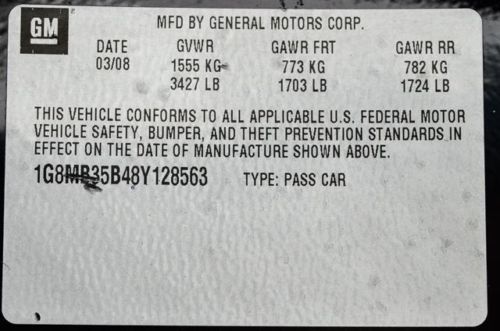 GM
MFD BY GENERAL MOTORS CORP.
DATE GVWR GAWR FRT GAWR RR
03/08 1555 KG 773 KG 782 KG
3427 LB 1703 LB 1724 LB
THIS VEHICLE CONFORMS TO ALL APPLICABLE U.S. FEDERAL MOTOR
VEHICLE SAFETY, BUMPER, AND THEFT PREVENTION STANDARDS IN
EFFECT ON THE DATE OF MANUFACTURE SHOWN ABOVE.
1G8MB35B48Y128563 TYPE: PASS CAR